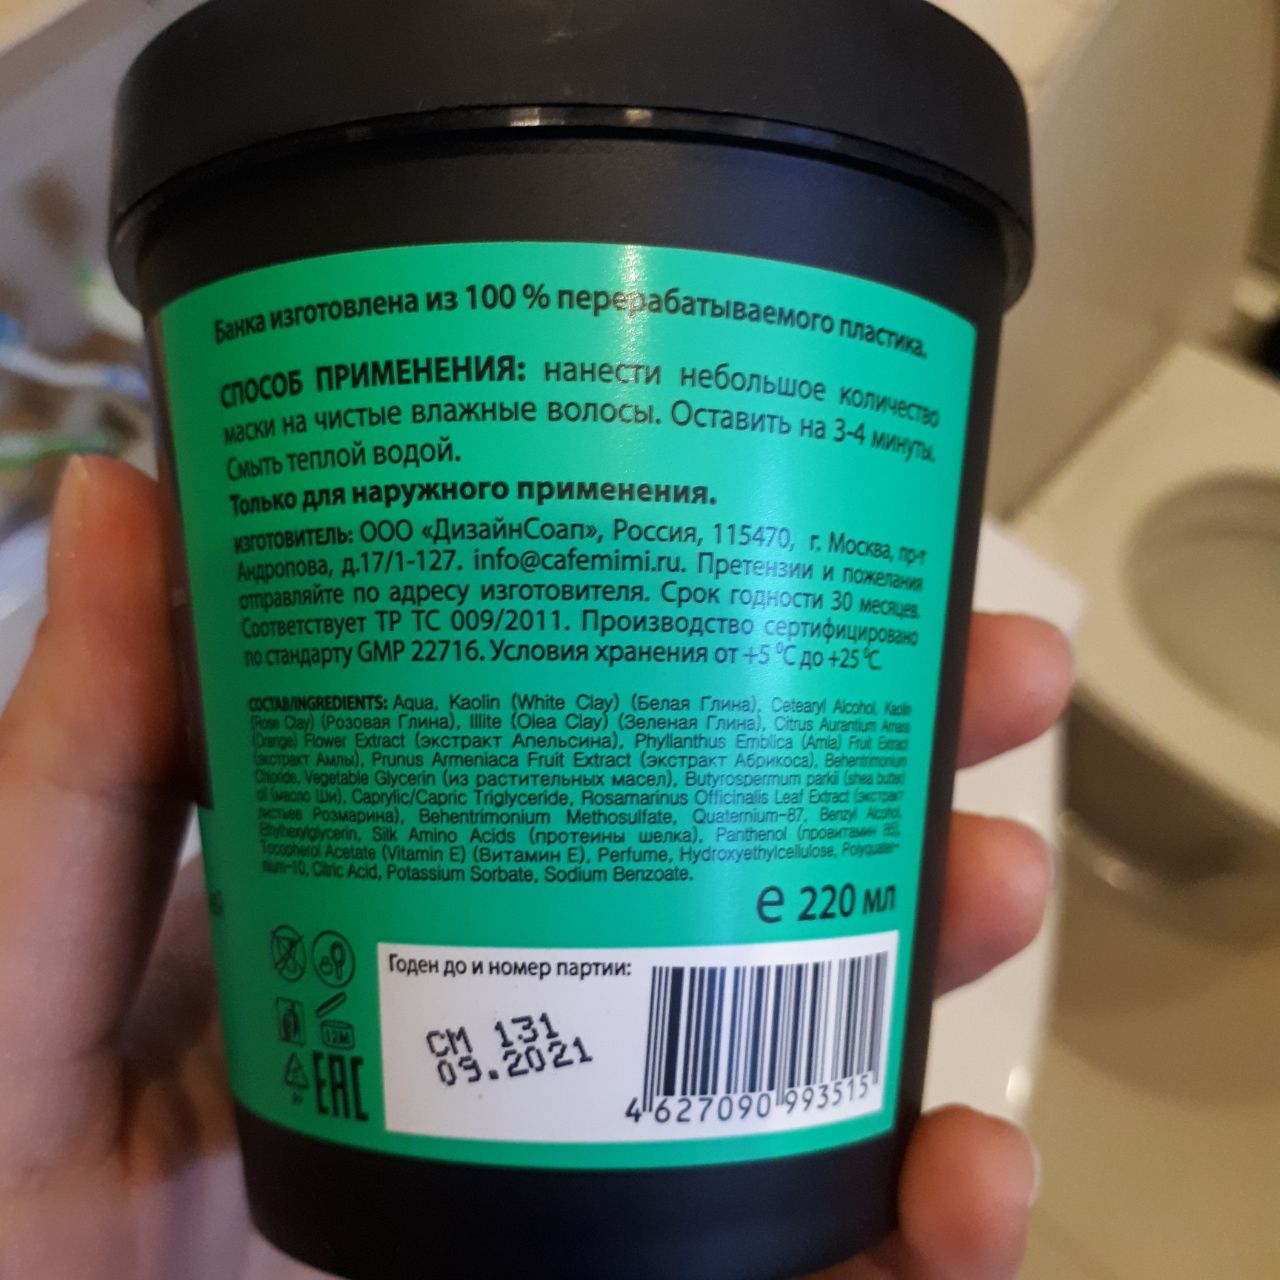 Банка изготовлена из 100 % перерабатываемого пластика.
СПОСОБ ПРИМЕНЕНИЯ: нанести небольшое количество
маски на чистые влажные волосы. Оставить на 3-4 минуты.
Смыть теплой водой.
Только для наружного применения.
ИЗГОТОВИТЕЛЬ: ООО «ДизайнСоап», Россия, 115470, г. Москва, пр-т
Андропова, д.17/1-127. info@cafemimi.ru. Претензии и пожелания
отправляйте по адресу изготовителя. Срок годности 30 месяцев.
Соответствует ТР ТС 009/2011. Производство сертифицировано
по стандарту GMP 22716. Условия хранения от +5 °С до +25 °С.
СОСТАВ/INGREDIENTS: Aqua, Kaolin (White Clay) (Белая Глина), Cetearyl Alcohol, Kaolin
(Rose Clay) (Розовая Глина), Illite (Olea Clay) (Зеленая Глина), Citrus Aurantium Amara
(Orange) Flower Extract (экстракт Апельсина), Phyllanthus Emblica (Amla) Fruit Extract
(экстракт Амлы), Prunus Armeniaca Fruit Extract (экстракт Абрикоса), Behentrimonium
Chloride, Vegetable Glycerin (из растительных масел), Butyrospermum parkii (shea butter)
oil (масло Ши), Caprylic/Capric Triglyceride, Rosamarinus Officinalis Leaf Extract (экстракт
листьев Розмарина), Behentrimonium Methosulfate, Quaternium-87, Benzyl Alcohol,
Ethylhexylglycerin, Silk Amino Acids (протеины шелка), Panthenol (провитамин B5),
Tocopherol Acetate (Vitamin E) (Витамин Е), Perfume, Hydroxyethylcellulose, Polyquater-
nium-10, Citric Acid, Potassium Sorbate, Sodium Benzoate.
℮ 220 мл
Годен до и номер партии:
СМ 131
09.2021
12M
EAC
4 627090 993515